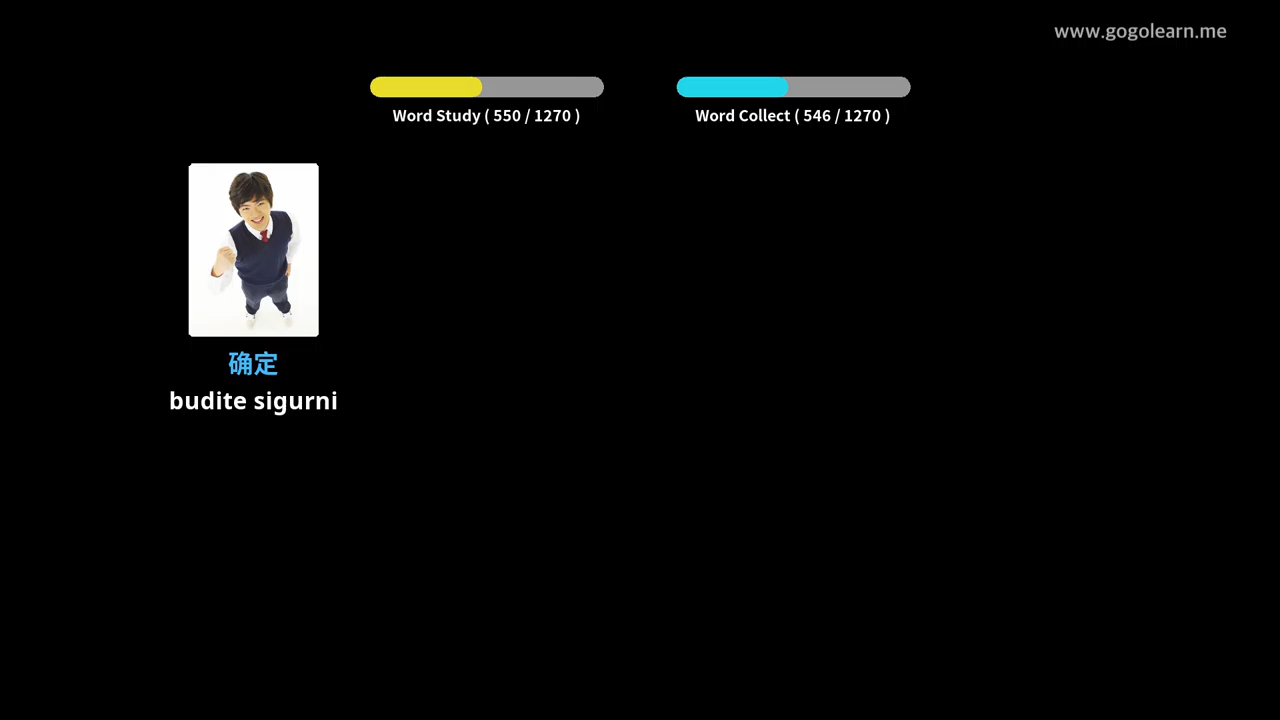 www.gogolearn.me
Word Study ( 550 / 1270 )
Word Collect ( 546 / 1270 )
确定
budite sigurni